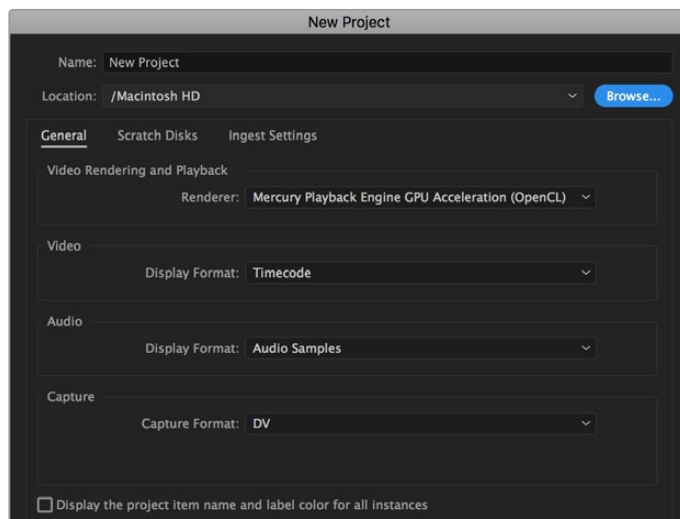 New Project
Name: New Project
Location: /Macintosh HD Browse...
General Scratch Disks Ingest Settings
Video Rendering and Playback
Renderer: Mercury Playback Engine GPU Acceleration (OpenCL)
Video
Display Format: Timecode
Audio
Display Format: Audio Samples
Capture
Capture Format: DV
Display the project item name and label color for all instances